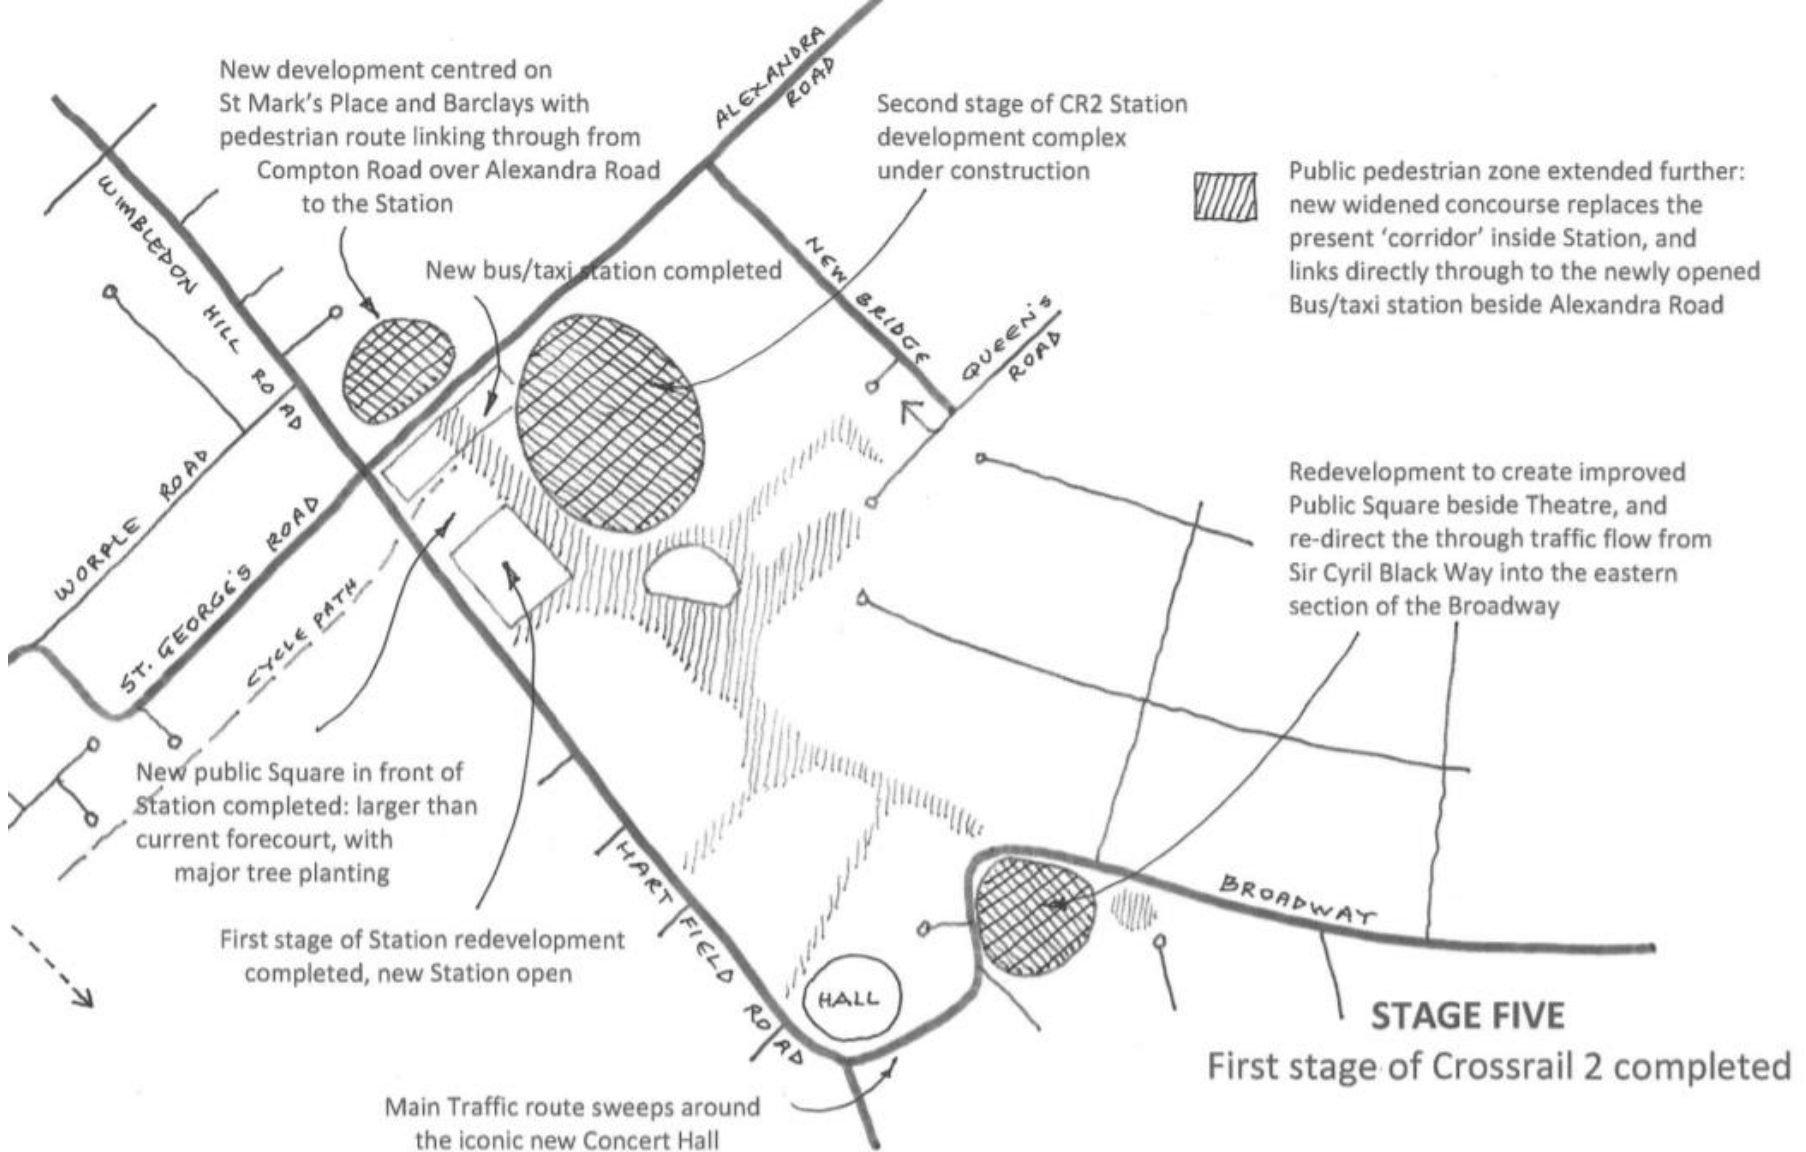 New development centred on
St Mark's Place and Barclays with
pedestrian route linking through from
Compton Road over Alexandra Road
to the Station
ALEXANDRA
ROAD
Second stage of CR2 Station
development complex
under construction
Public pedestrian zone extended further:
new widened concourse replaces the
present 'corridor' inside Station, and
links directly through to the newly opened
Bus/taxi station beside Alexandra Road
WIMBLEDON HILL ROAD
New bus/taxi station completed
NEW BRIDGE
QUEEN'S
ROAD
WORPLE ROAD
ST. GEORGE'S ROAD
CYCLE PATH
Redevelopment to create improved
Public Square beside Theatre, and
re-direct the through traffic flow from
Sir Cyril Black Way into the eastern
section of the Broadway
New public Square in front of
Station completed: larger than
current forecourt, with
major tree planting
HARTFIELD ROAD
BROADWAY
First stage of Station redevelopment
completed, new Station open
HALL
STAGE FIVE
First stage of Crossrail 2 completed
Main Traffic route sweeps around
the iconic new Concert Hall